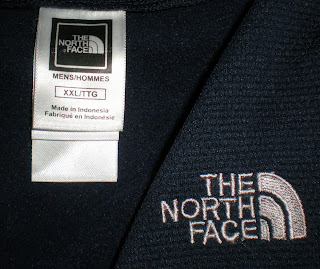 THE
NORTH
FACE
MENS/HOMMES
XXL/TTG
Made in Indonesia
Fabriqué en Indonésie
THE
NORTH
FACE